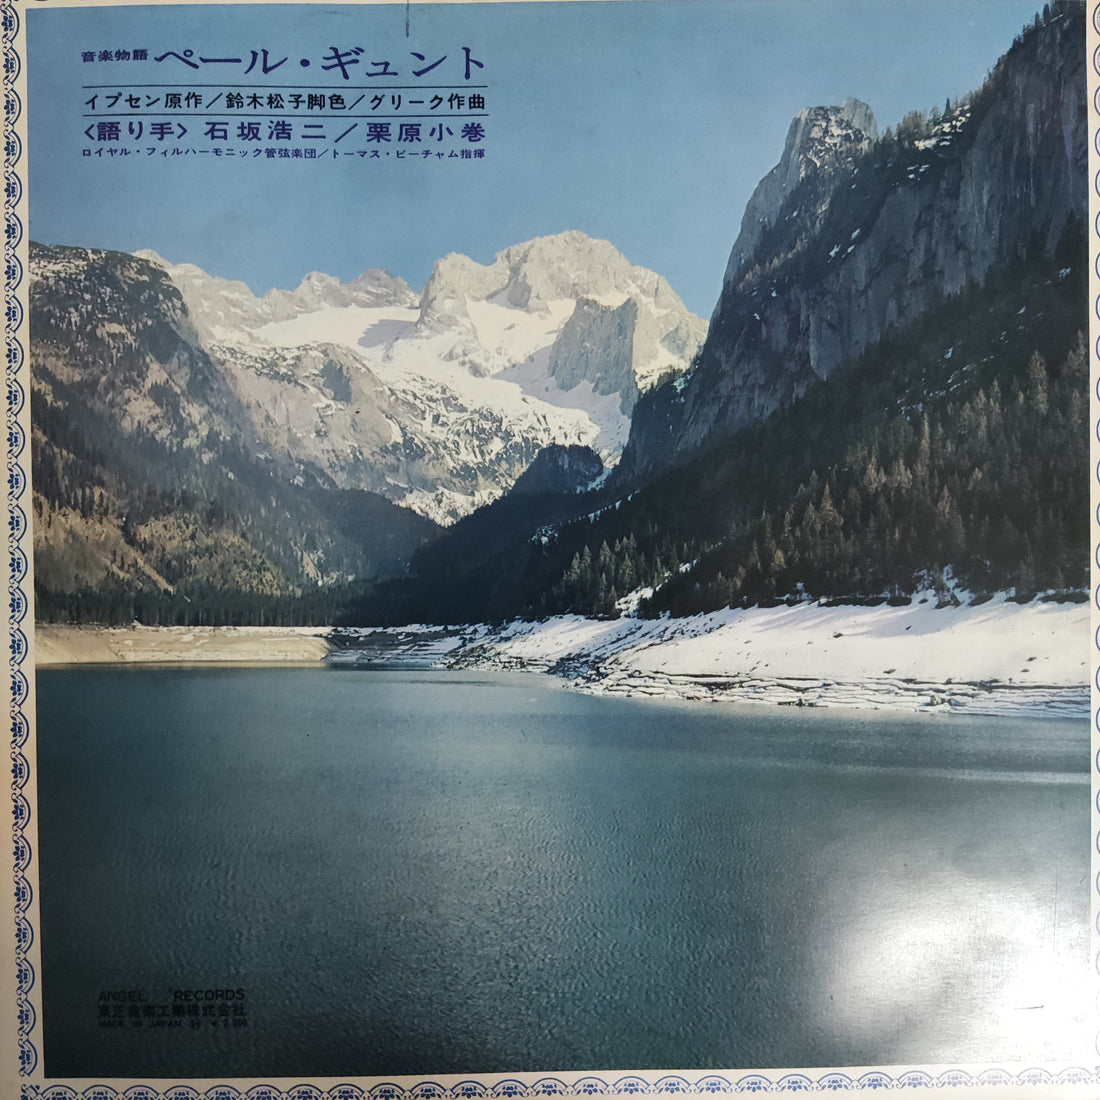 音楽物語 ペール・ギュント
イプセン原作／鈴木松子脚色／グリーク作曲
〈語り手〉 石坂浩二／栗原小巻
ロイヤル・フィルハーモニック管弦楽団／トーマス・ビーチャム指揮
ANGEL RECORDS
東芝音楽工業株式会社
MADE IN JAPAN Ⓗ ￥2,000